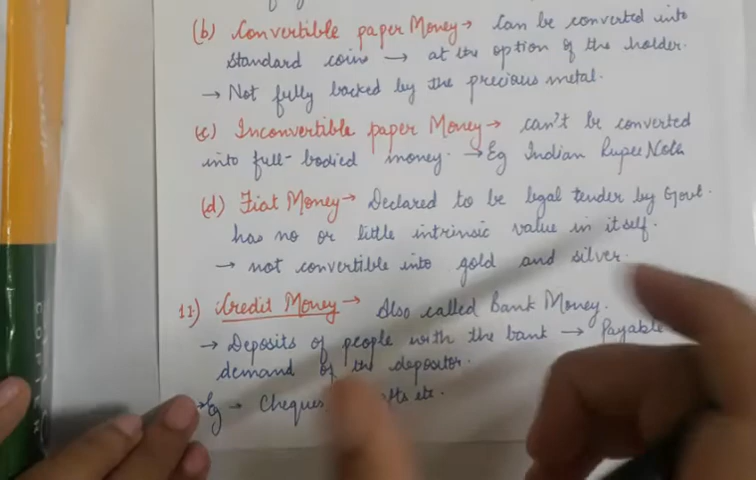 (b) Convertible paper Money → Can be converted into
standard coins → at the option of the holder.
→ Not fully backed by the precious metal.
(c) Inconvertible paper Money → can't be converted
into full-bodied money. → Eg Indian Rupee Note
(d) Fiat Money → Declared to be legal tender by Govt.
has no or little intrinsic value in itself.
→ not convertible into gold and silver.
11) Credit Money → Also called Bank Money.
→ Deposits of people with the bank → Payable
demand of the depositor.
→ Eg → Cheques etc.
COPIER